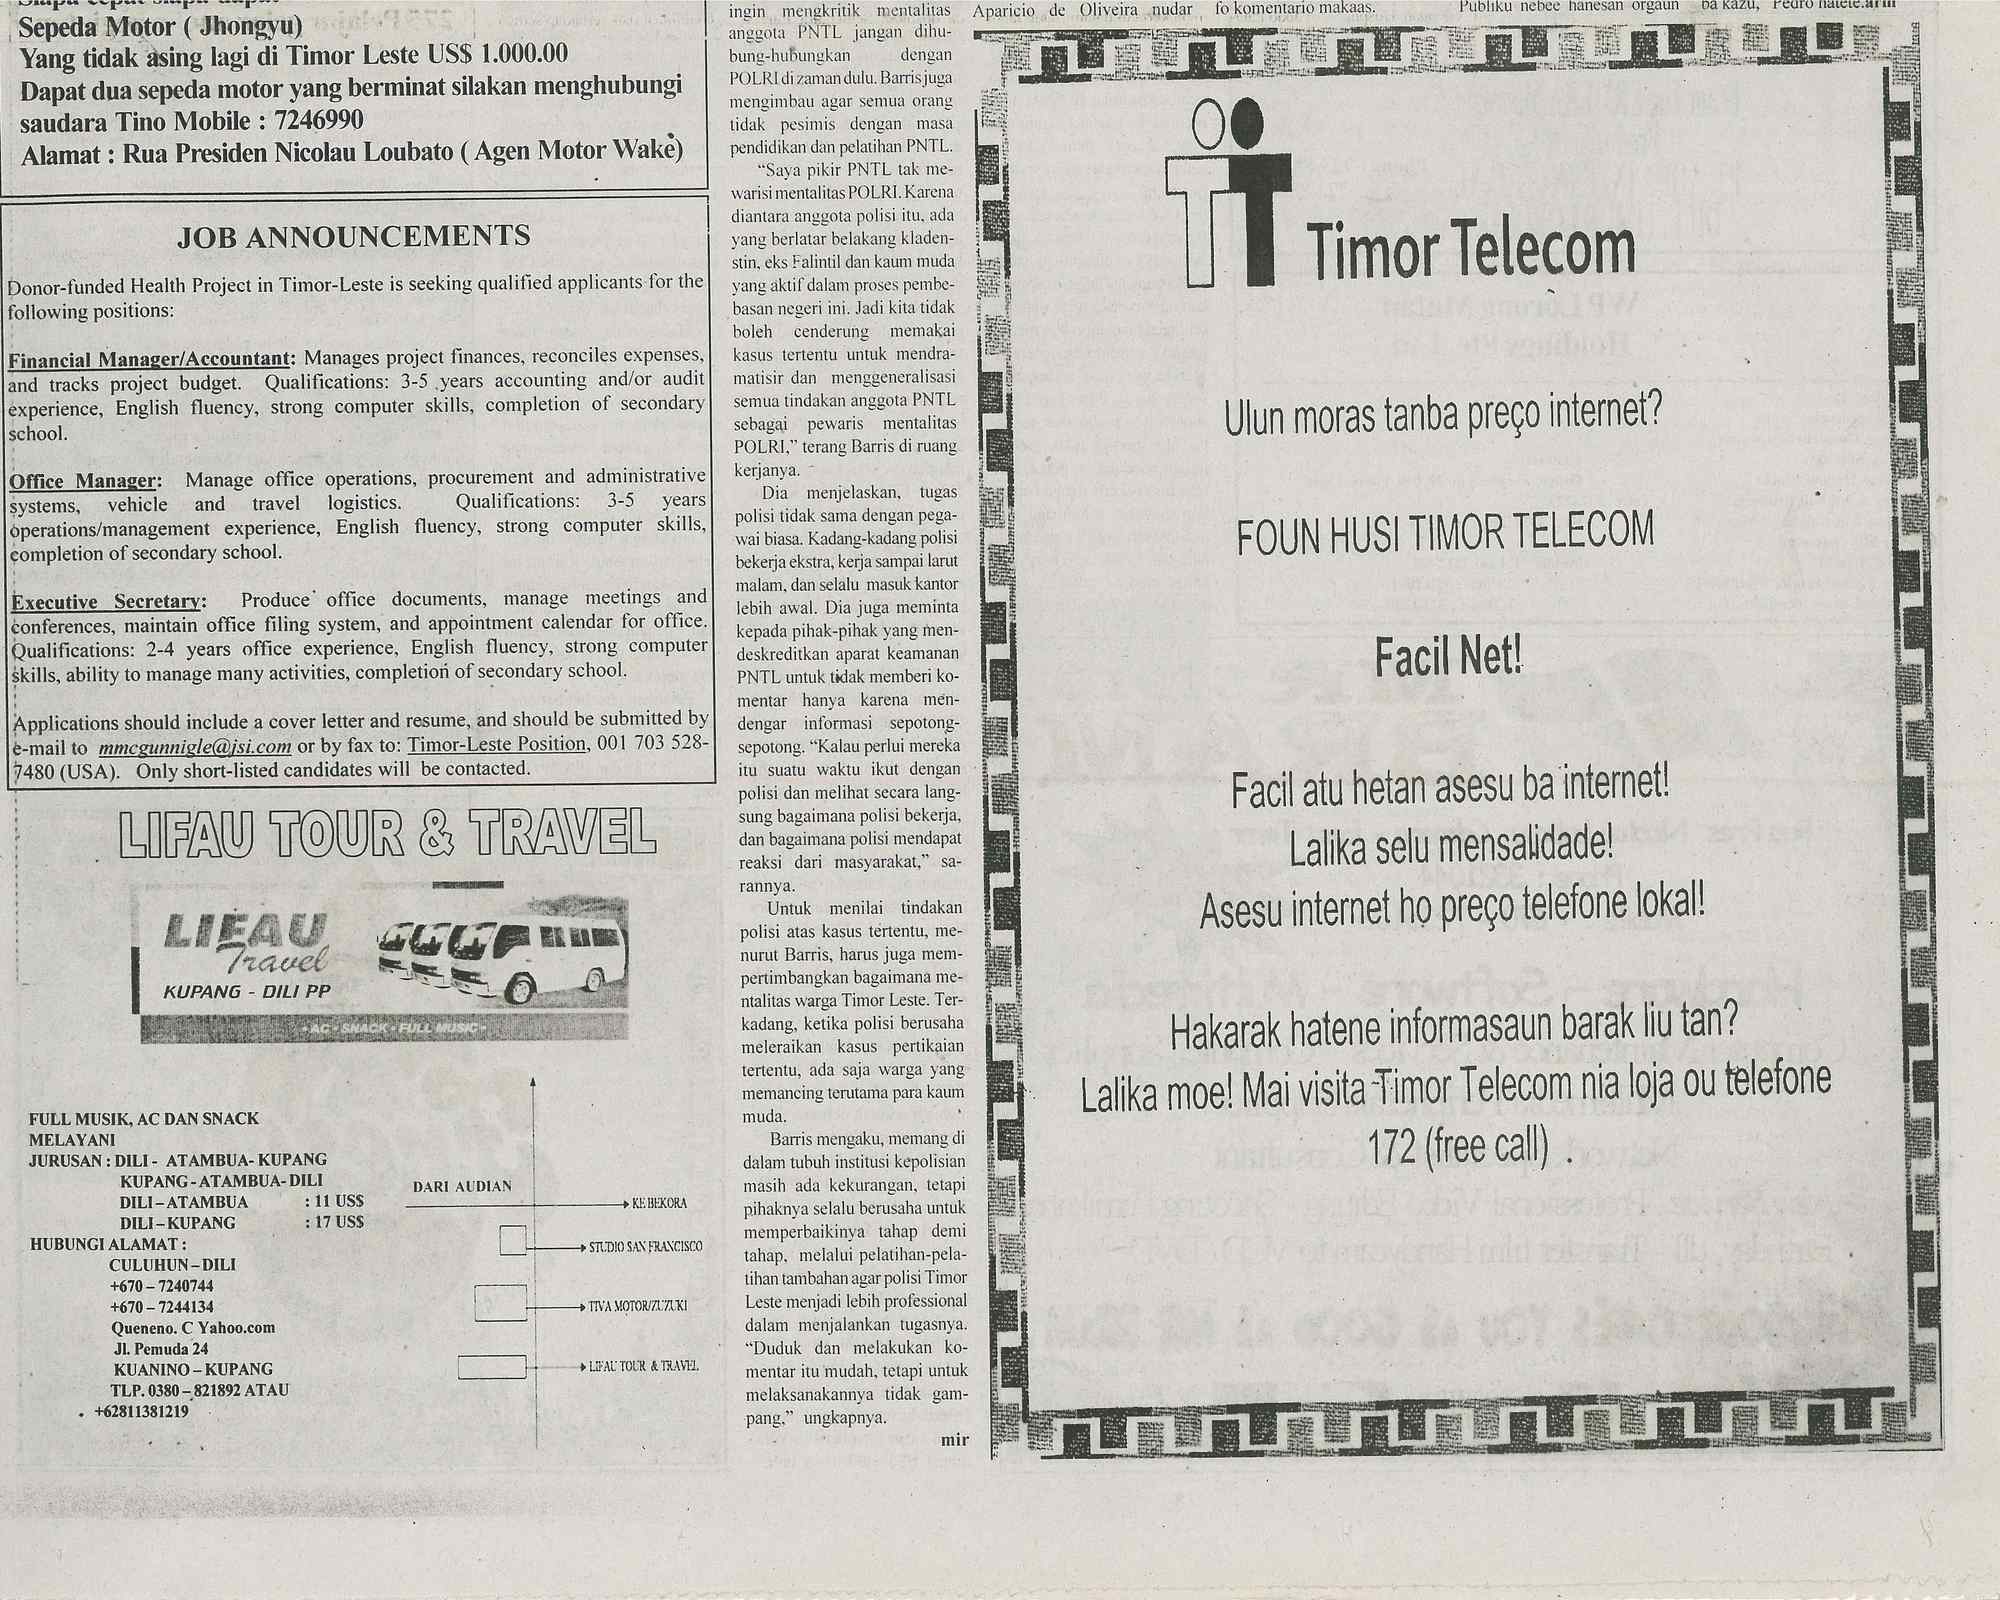 Sepeda Motor ( Jhongyu)
Yang tidak asing lagi di Timor Leste US$ 1.000.00
Dapat dua sepeda motor yang berminat silakan menghubungi
saudara Tino Mobile : 7246990
Alamat : Rua Presiden Nicolau Loubato ( Agen Motor Wake)
JOB ANNOUNCEMENTS
Donor-funded Health Project in Timor-Leste is seeking qualified applicants for the
following positions:
Financial Manager/Accountant: Manages project finances, reconciles expenses,
and tracks project budget. Qualifications: 3-5 years accounting and/or audit
experience, English fluency, strong computer skills, completion of secondary
school.
Office Manager: Manage office operations, procurement and administrative
systems, vehicle and travel logistics. Qualifications: 3-5 years
operations/management experience, English fluency, strong computer skills,
completion of secondary school.
Executive Secretary: Produce office documents, manage meetings and
conferences, maintain office filing system, and appointment calendar for office.
Qualifications: 2-4 years office experience, English fluency, strong computer
skills, ability to manage many activities, completion of secondary school.
Applications should include a cover letter and resume, and should be submitted by
e-mail to mmcgunnigle@jsi.com or by fax to: Timor-Leste Position, 001 703 528-
7480 (USA). Only short-listed candidates will be contacted.
LIFAU TOUR & TRAVEL
LIFAU
Travel
KUPANG - DILI PP
• AC • SNACK • FULL MUSIC •
FULL MUSIK, AC DAN SNACK
MELAYANI
JURUSAN : DILI - ATAMBUA- KUPANG
KUPANG - ATAMBUA- DILI
DILI – ATAMBUA : 11 US$
DILI – KUPANG : 17 US$
HUBUNGI ALAMAT :
CULUHUN – DILI
+670 – 7240744
+670 – 7244134
Queneno. C Yahoo.com
Jl. Pemuda 24
KUANINO – KUPANG
TLP. 0380 – 821892 ATAU
+62811381219
DARI AUDIAN
KE BEKORA
STUDIO SAN FRANCISCO
TIVA MOTOR/ZUZUKI
LIFAU TOUR & TRAVEL
ingin mengkritik mentalitas
anggota PNTL jangan dihu-
bung-hubungkan dengan
POLRI di zaman dulu. Barris juga
mengimbau agar semua orang
tidak pesimis dengan masa
pendidikan dan pelatihan PNTL.
“Saya pikir PNTL tak me-
warisi mentalitas POLRI. Karena
diantara anggota polisi itu, ada
yang berlatar belakang kladen-
stin, eks Falintil dan kaum muda
yang aktif dalam proses pembe-
basan negeri ini. Jadi kita tidak
boleh cenderung memakai
kasus tertentu untuk mendra-
matisir dan menggeneralisasi
semua tindakan anggota PNTL
sebagai pewaris mentalitas
POLRI,” terang Barris di ruang
kerjanya.
Dia menjelaskan, tugas
polisi tidak sama dengan pega-
wai biasa. Kadang-kadang polisi
bekerja ekstra, kerja sampai larut
malam, dan selalu masuk kantor
lebih awal. Dia juga meminta
kepada pihak-pihak yang men-
deskreditkan aparat keamanan
PNTL untuk tidak memberi ko-
mentar hanya karena men-
dengar informasi sepotong-
sepotong. “Kalau perlui mereka
itu suatu waktu ikut dengan
polisi dan melihat secara lang-
sung bagaimana polisi bekerja,
dan bagaimana polisi mendapat
reaksi dari masyarakat,” sa-
rannya.
Untuk menilai tindakan
polisi atas kasus tertentu, me-
nurut Barris, harus juga mem-
pertimbangkan bagaimana me-
ntalitas warga Timor Leste. Ter-
kadang, ketika polisi berusaha
meleraikan kasus pertikaian
tertentu, ada saja warga yang
memancing terutama para kaum
muda.
Barris mengaku, memang di
dalam tubuh institusi kepolisian
masih ada kekurangan, tetapi
pihaknya selalu berusaha untuk
memperbaikinya tahap demi
tahap, melalui pelatihan-pela-
tihan tambahan agar polisi Timor
Leste menjadi lebih professional
dalam menjalankan tugasnya.
“Duduk dan melakukan ko-
mentar itu mudah, tetapi untuk
melaksanakannya tidak gam-
pang,” ungkapnya.
mir
Aparicio de Oliveira nudar
fo komentario makaas.
Publiku nebee hanesan orgaun
ba kazu, Pedro hatete.
Timor Telecom
Ulun moras tanba preço internet?
FOUN HUSI TIMOR TELECOM
Facil Net!
Facil atu hetan asesu ba internet!
Lalika selu mensalidade!
Asesu internet ho preço telefone lokal!
Hakarak hatene informasaun barak liu tan?
Lalika moe! Mai visita Timor Telecom nia loja ou telefone
172 (free call) .